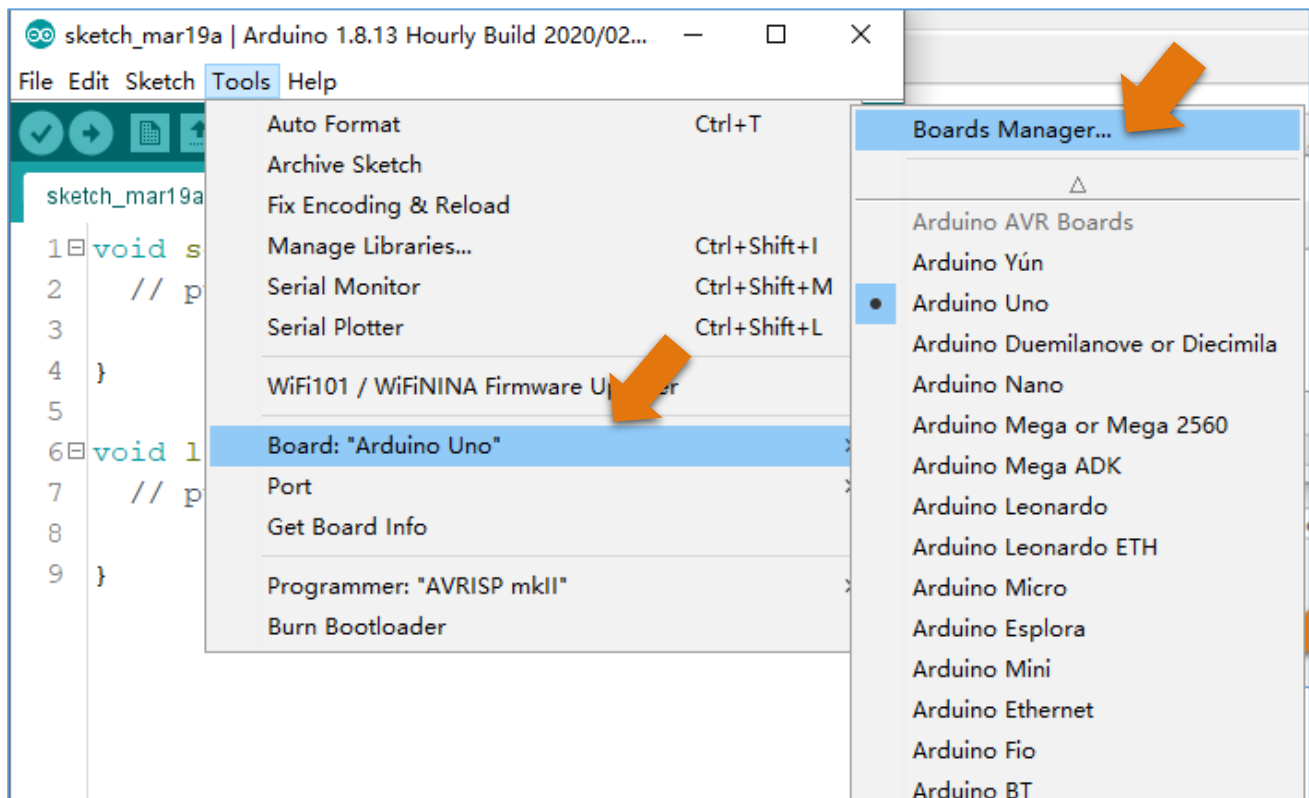 sketch_mar19a | Arduino 1.8.13 Hourly Build 2020/02...
File Edit Sketch Tools Help
sketch_mar19a
1 void s
2 // p
3
4 }
5
6 void l
7 // p
8
9 }
Auto Format Ctrl+T
Archive Sketch
Fix Encoding & Reload
Manage Libraries... Ctrl+Shift+I
Serial Monitor Ctrl+Shift+M
Serial Plotter Ctrl+Shift+L
WiFi101 / WiFiNINA Firmware Up er
Board: "Arduino Uno"
Port
Get Board Info
Programmer: "AVRISP mkII"
Burn Bootloader
Boards Manager...
Arduino AVR Boards
Arduino Yún
Arduino Uno
Arduino Duemilanove or Diecimila
Arduino Nano
Arduino Mega or Mega 2560
Arduino Mega ADK
Arduino Leonardo
Arduino Leonardo ETH
Arduino Micro
Arduino Esplora
Arduino Mini
Arduino Ethernet
Arduino Fio
Arduino BT